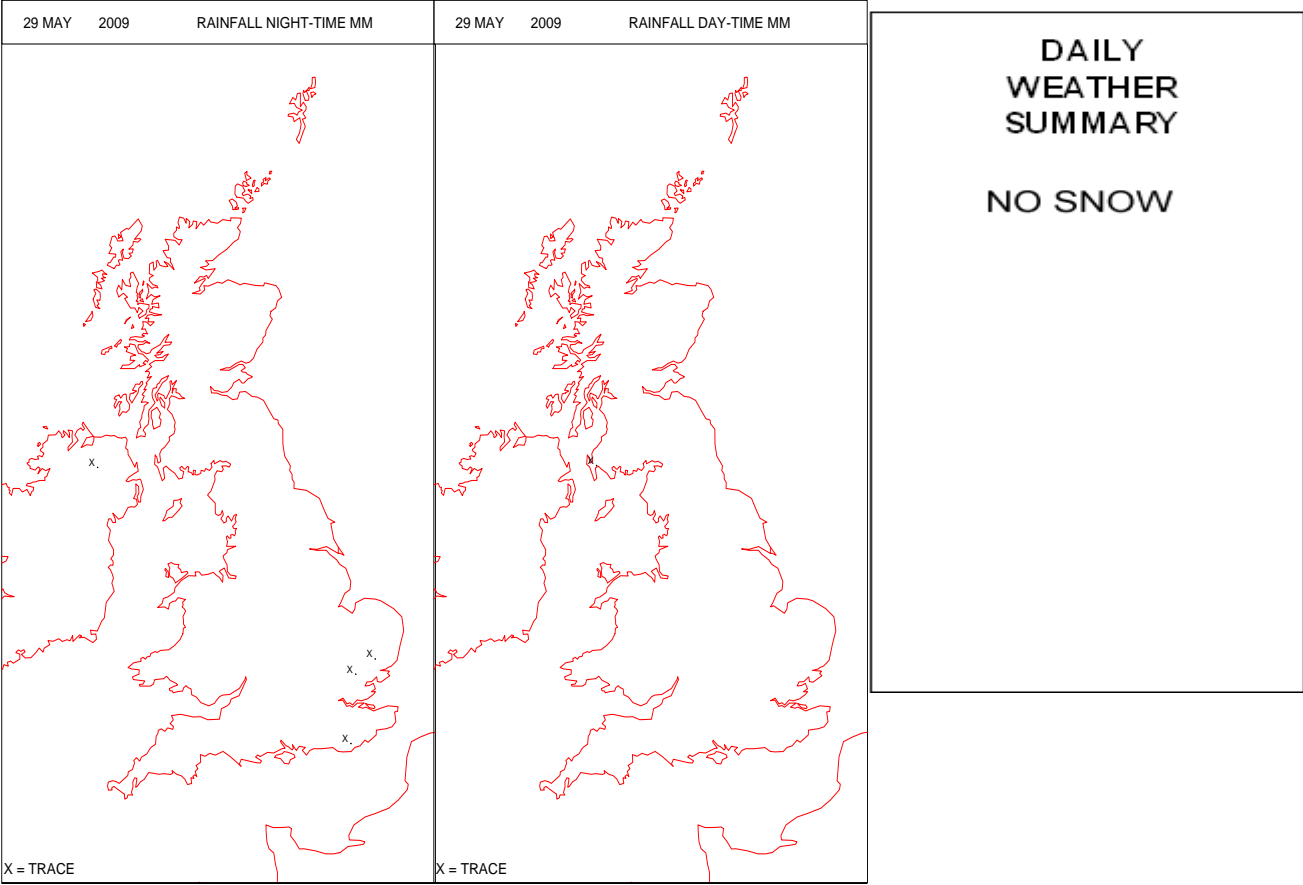 29 MAY 2009 RAINFALL NIGHT-TIME MM
x.
x.
x.
x.
X = TRACE
29 MAY 2009 RAINFALL DAY-TIME MM
x
X = TRACE
DAILY
WEATHER
SUMMARY
NO SNOW